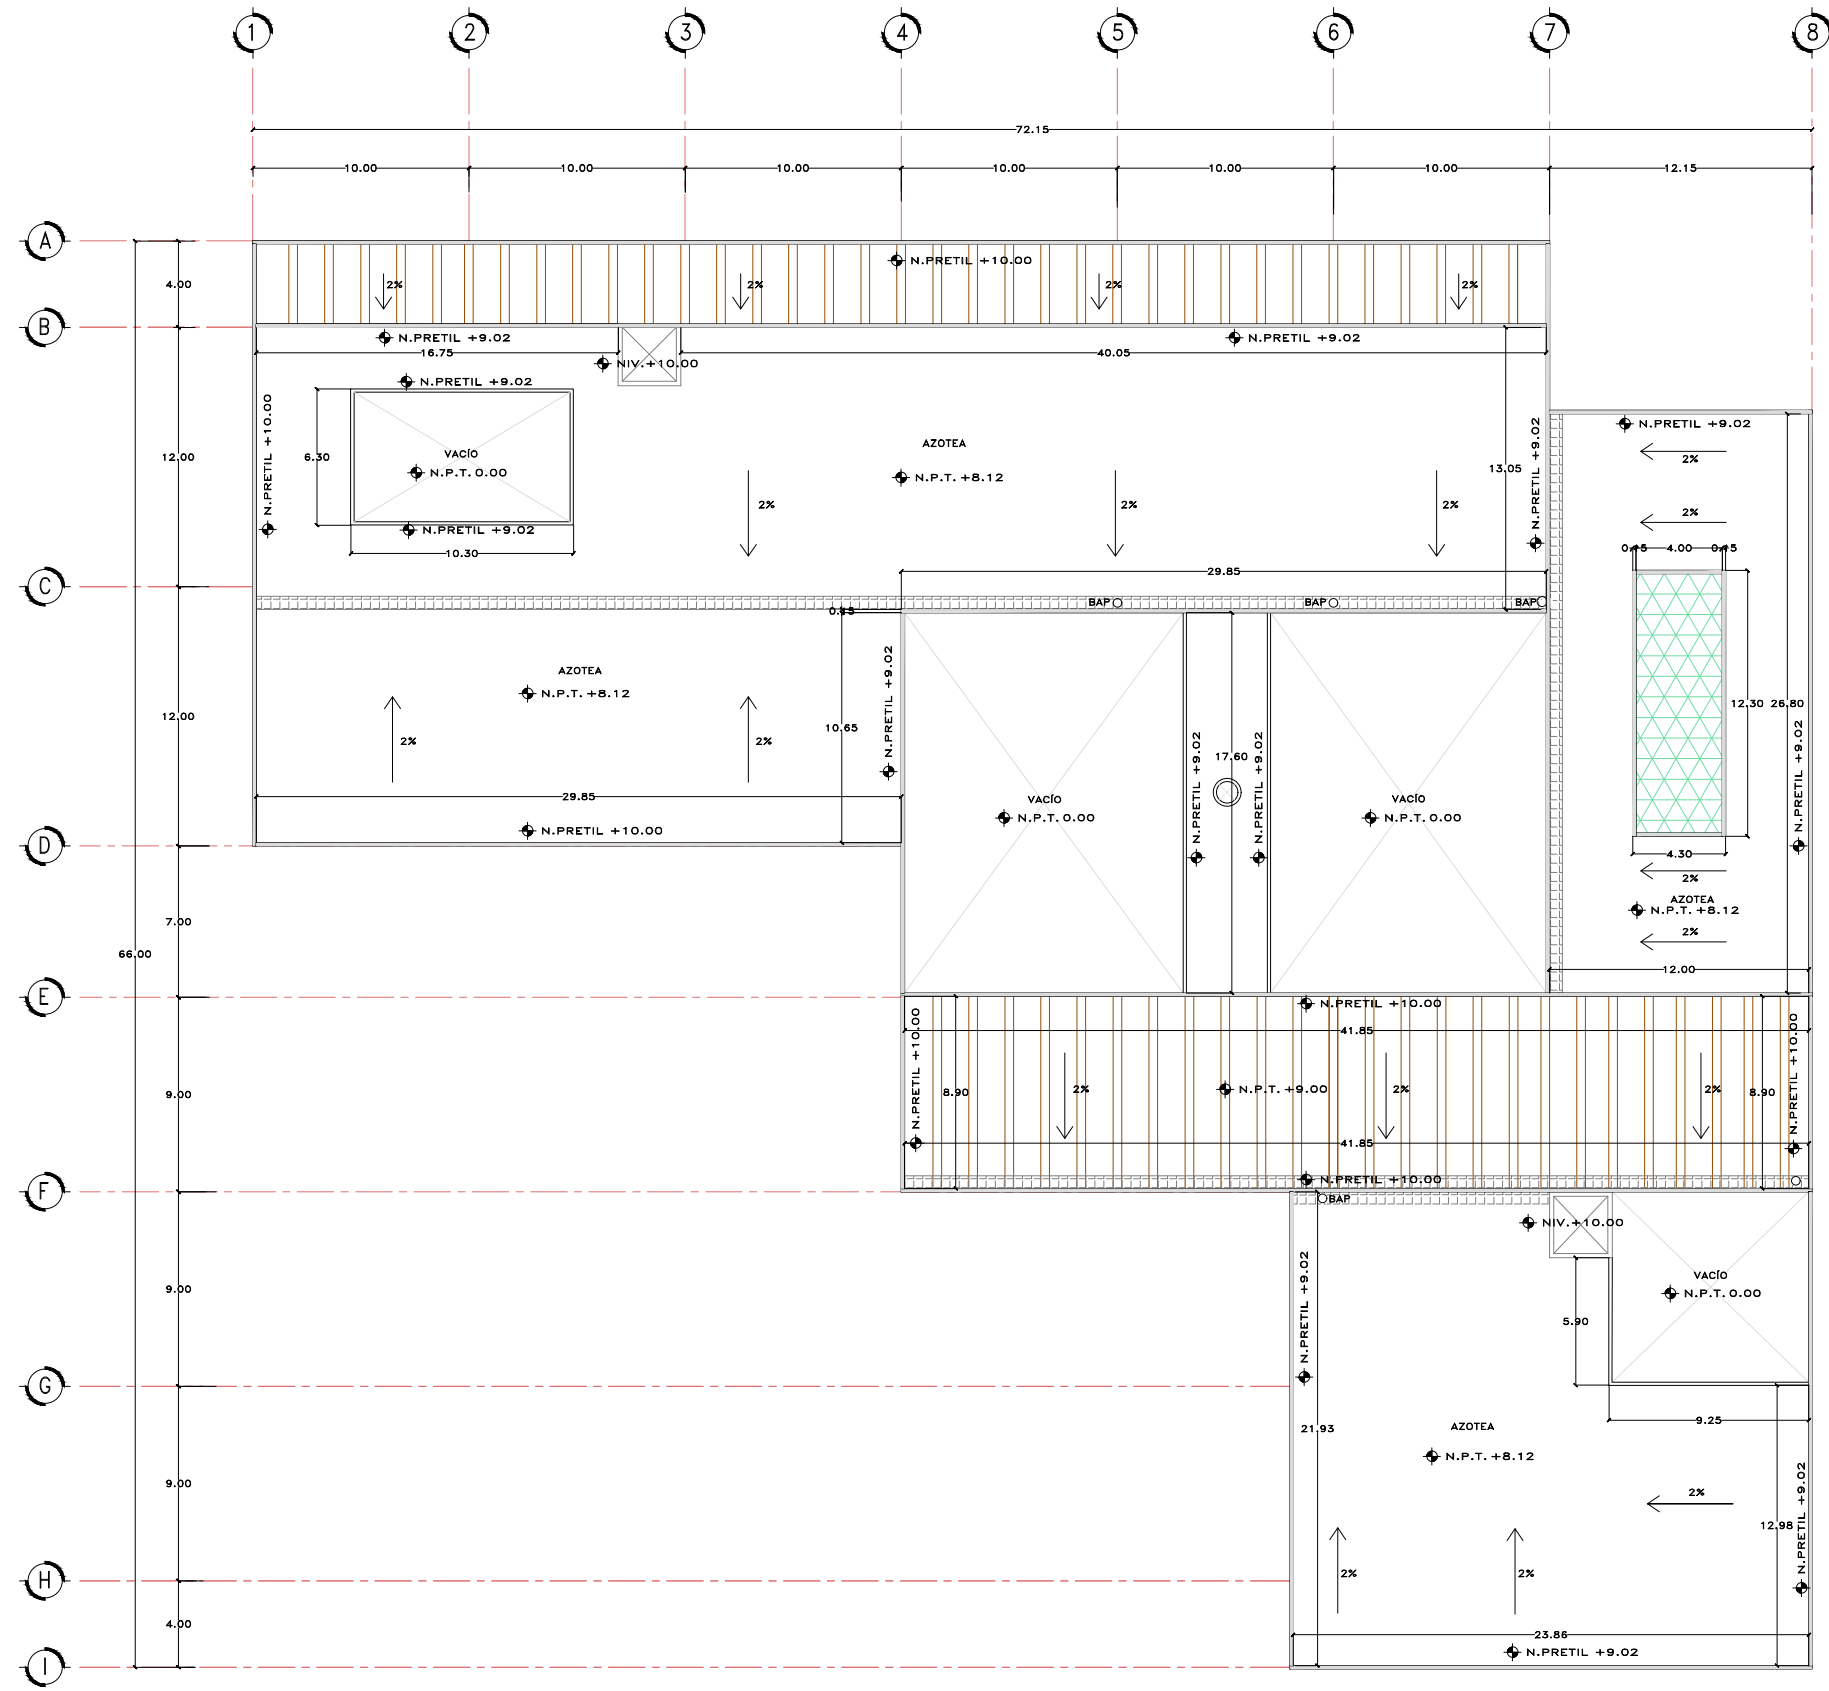 1 2 3 4 5 6 7 8
72.15
10.00 10.00 10.00 10.00 10.00 10.00 12.15
A
N.PRETIL +10.00
4.00
2% 2% 2% 2%
B
N.PRETIL +9.02
N.PRETIL +9.02
16.75
40.05
NIV.+10.00
N.PRETIL +9.02
N.PRETIL +10.00
6.30
VACÍO
N.P.T. 0.00
N.PRETIL +9.02
10.30
12.00
AZOTEA
N.P.T. +8.12
2% 2% 2%
13.05
N.PRETIL +9.02
N.PRETIL +9.02
2%
2%
0.15 4.00 0.15
C
29.85
BAP BAP BAP
AZOTEA
N.P.T. +8.12
12.00
2% 2%
10.65
N.PRETIL +9.02
29.85
N.PRETIL +10.00
VACÍO
N.P.T. 0.00
N.PRETIL +9.02
17.60
N.PRETIL +9.02
VACÍO
N.P.T. 0.00
12.30 26.80
N.PRETIL +9.02
4.30
2%
AZOTEA
N.P.T. +8.12
2%
12.00
D
7.00
66.00
E
N.PRETIL +10.00
N.PRETIL +10.00
41.85
N.PRETIL +10.00
9.00
8.90
2%
N.P.T. +9.00
2%
2%
8.90
41.85
F
N.PRETIL +10.00
BAP
NIV.+10.00
N.PRETIL +9.02
9.00
VACÍO
N.P.T. 0.00
5.90
G
9.25
21.93
AZOTEA
N.P.T. +8.12
9.00
2%
12.98
N.PRETIL +9.02
H
2% 2%
4.00
23.86
N.PRETIL +9.02
I